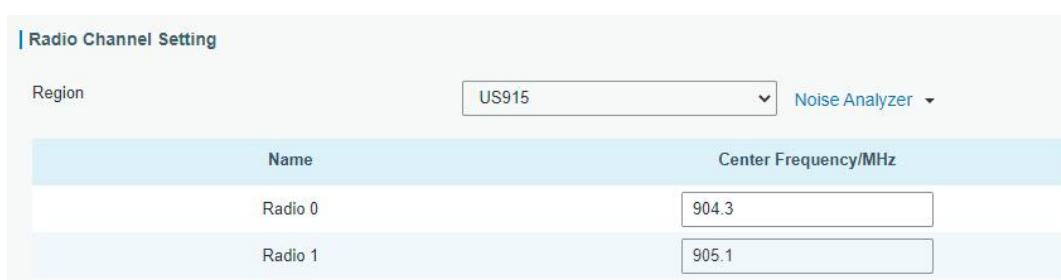 Radio Channel Setting
Region US915 Noise Analyzer
Name Center Frequency/MHz
Radio 0 904.3
Radio 1 905.1